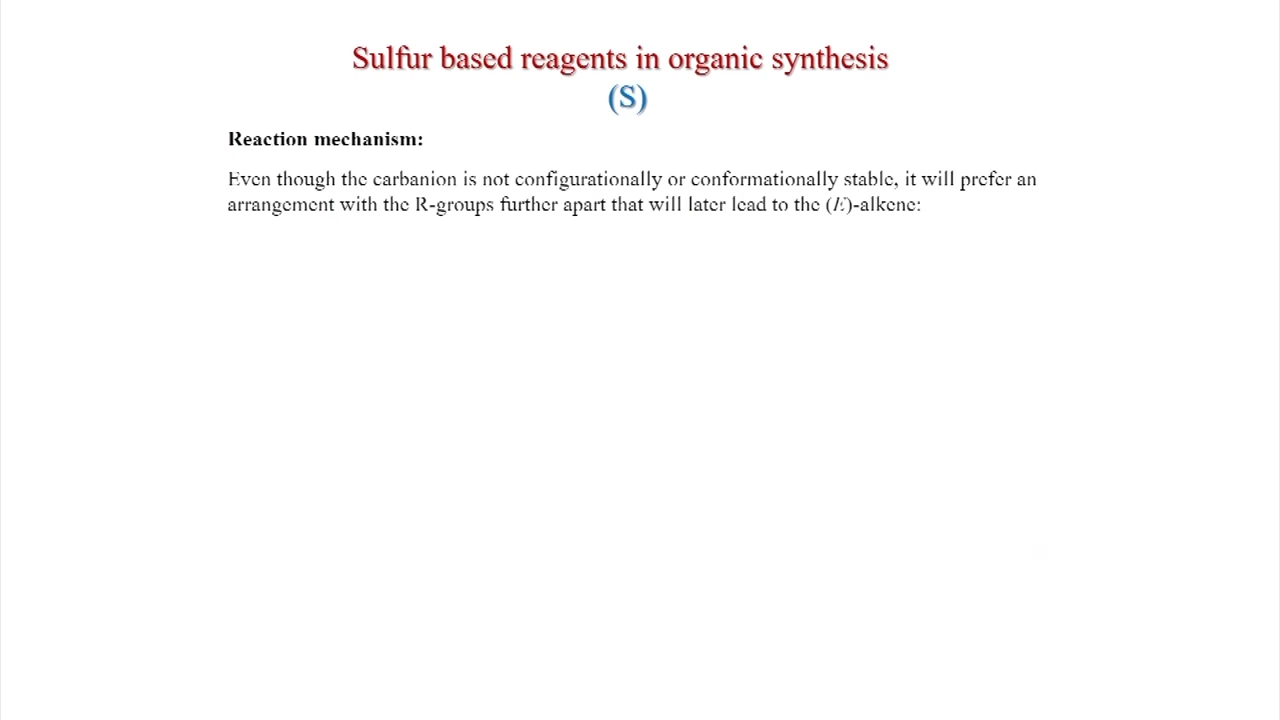 Sulfur based reagents in organic synthesis
(S)
Reaction mechanism:
Even though the carbanion is not configurationally or conformationally stable, it will prefer an
arrangement with the R-groups further apart that will later lead to the (E)-alkene: